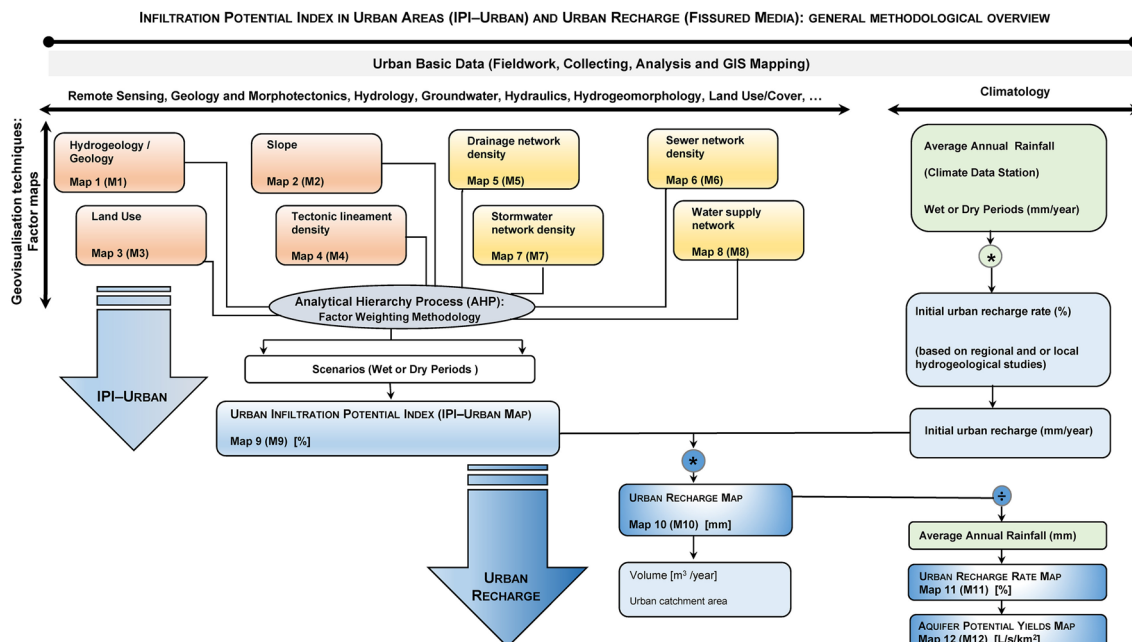 INFILTRATION POTENTIAL INDEX IN URBAN AREAS (IPI–URBAN) AND URBAN RECHARGE (FISSURED MEDIA): GENERAL METHODOLOGICAL OVERVIEW
Urban Basic Data (Fieldwork, Collecting, Analysis and GIS Mapping)
Remote Sensing, Geology and Morphotectonics, Hydrology, Groundwater, Hydraulics, Hydrogeomorphology, Land Use/Cover, ...
Climatology
Geovisualisation techniques:
Factor maps
Hydrogeology /
Geology
Map 1 (M1)
Slope
Map 2 (M2)
Drainage network
density
Map 5 (M5)
Sewer network
density
Map 6 (M6)
Land Use
Map 3 (M3)
Tectonic lineament
density
Map 4 (M4)
Stormwater
network density
Map 7 (M7)
Water supply
network
Map 8 (M8)
Average Annual Rainfall
(Climate Data Station)
Wet or Dry Periods (mm/year)
*
Analytical Hierarchy Process (AHP):
Factor Weighting Methodology
Initial urban recharge rate (%)
(based on regional and or local
hydrogeological studies)
Scenarios (Wet or Dry Periods )
IPI–URBAN
URBAN INFILTRATION POTENTIAL INDEX (IPI–URBAN MAP)
Map 9 (M9) [%]
Initial urban recharge (mm/year)
*
URBAN RECHARGE MAP
Map 10 (M10) [mm]
÷
Average Annual Rainfall (mm)
URBAN
RECHARGE
Volume [m³ /year]
Urban catchment area
URBAN RECHARGE RATE MAP
Map 11 (M11) [%]
AQUIFER POTENTIAL YIELDS MAP
Map 12 (M12) [L/s/km²]